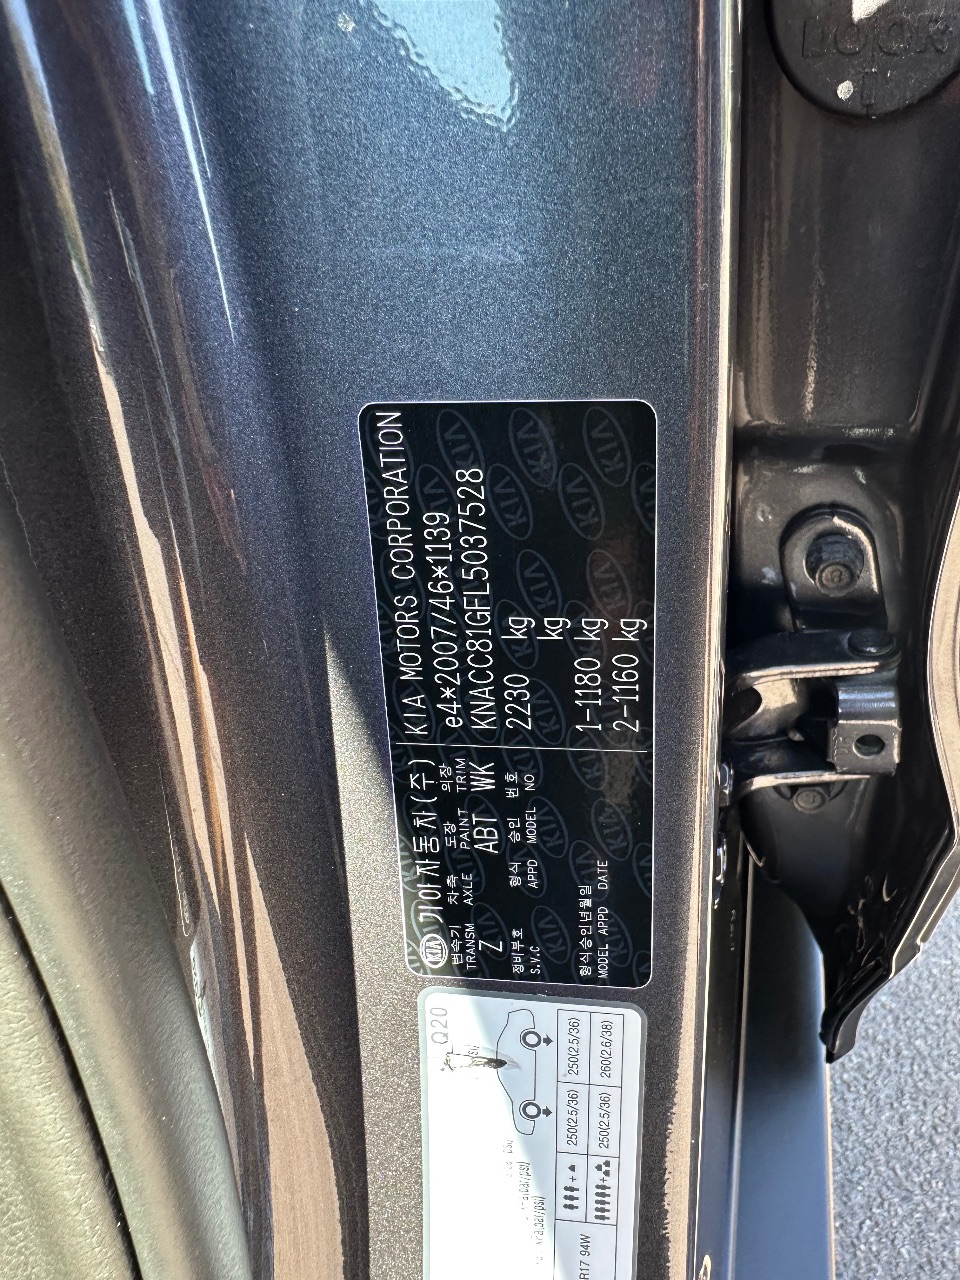 KIA 기아자동차(주) KIA MOTORS CORPORATION
변속기 차축 도장 의장 e4*2007/46*1139
TRANSM AXLE PAINT TRIM
Z ABT WK KNACC81GFL5037528
정비부호 형식 승인 번호 2230 kg
S.V.C APPD MODEL NO
kg
형식승인년월일 1-1180 kg
MODEL APPD DATE 2-1160 kg
Q20
R17 94W
250(2.5/36) 250(2.5/36)
250(2.5/36) 260(2.6/38)